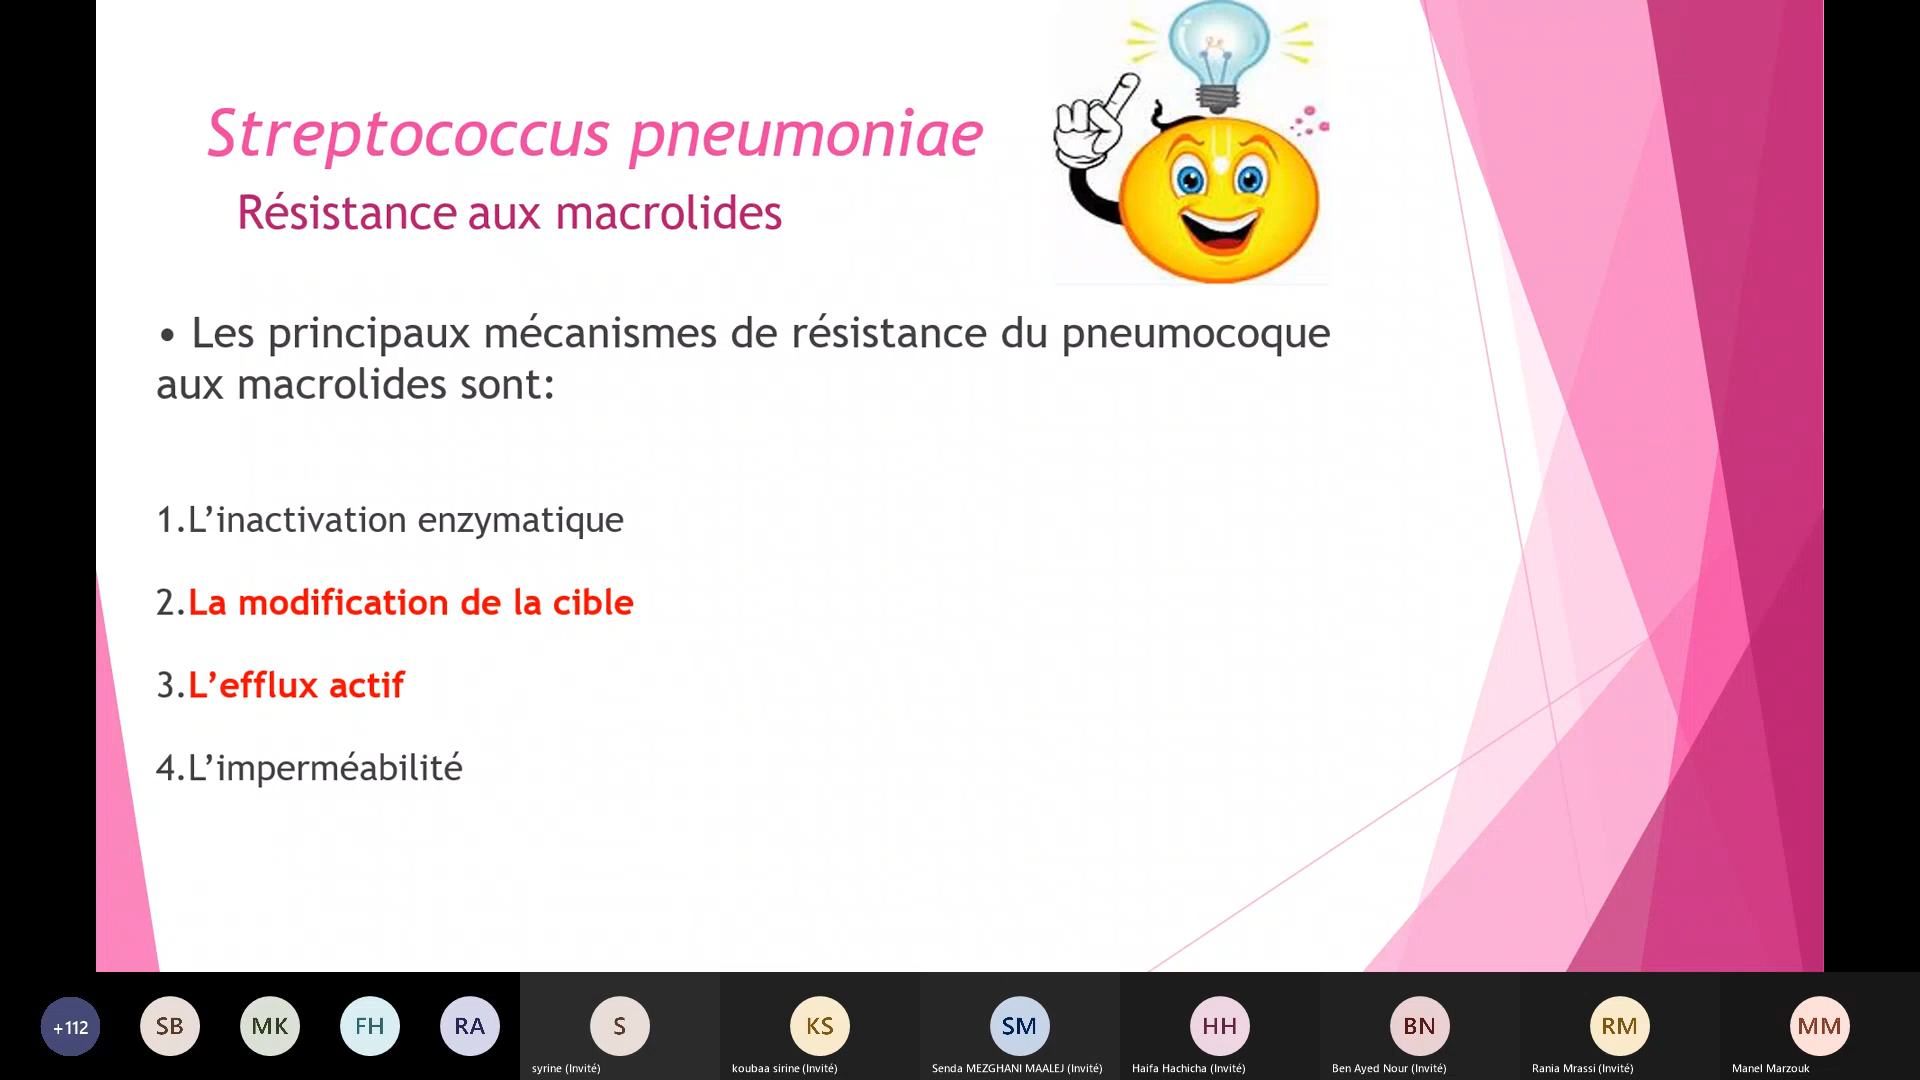 Streptococcus pneumoniae
Résistance aux macrolides
• Les principaux mécanismes de résistance du pneumocoque
aux macrolides sont:
1.L’inactivation enzymatique
2.La modification de la cible
3.L’efflux actif
4.L’imperméabilité
+112
SB
MK
FH
RA
S
KS
SM
HH
BN
RM
MM
syrine (Invité)
koubaa sirine (Invité)
Senda MEZGHANI MAALEJ (Invité)
Haifa Hachicha (Invité)
Ben Ayed Nour (Invité)
Rania Mrassi (Invité)
Manel Marzouk